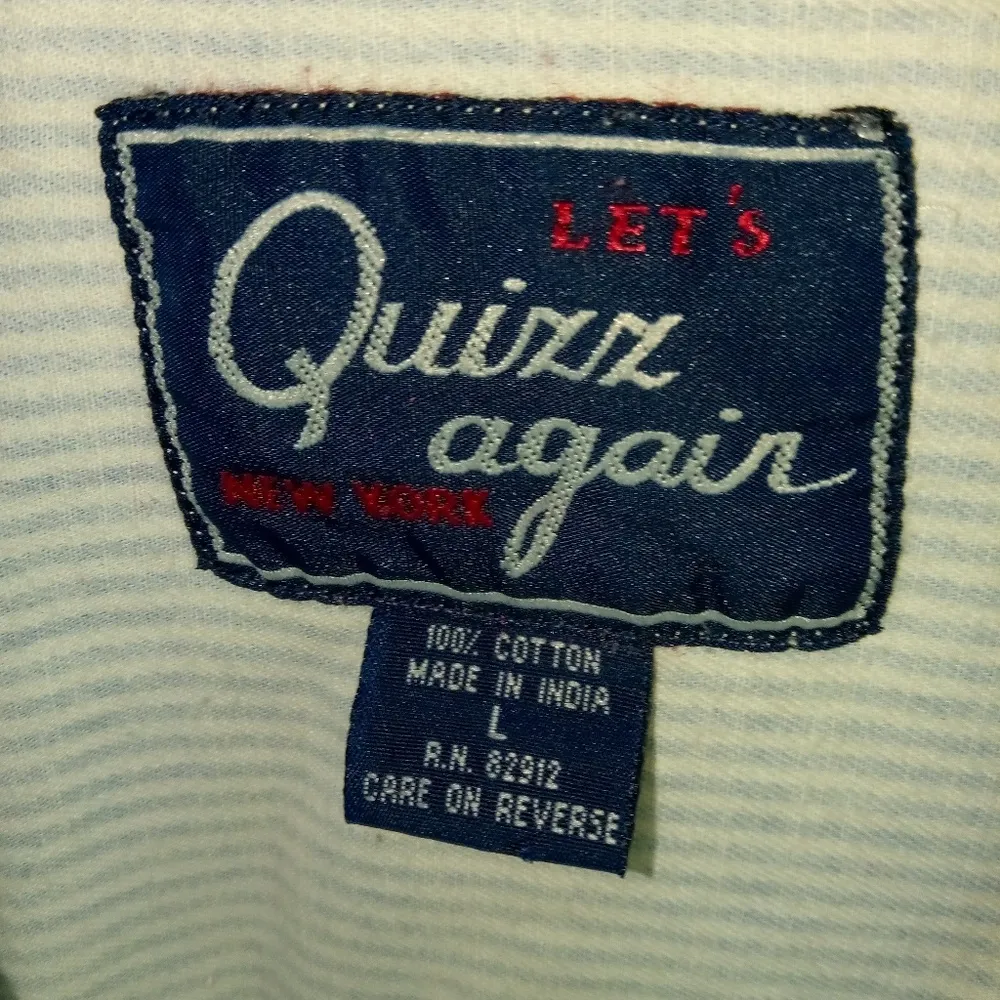 LET'S
Quizz
again
NEW YORK
100% COTTON
MADE IN INDIA
L
R.N. 82912
CARE ON REVERSE